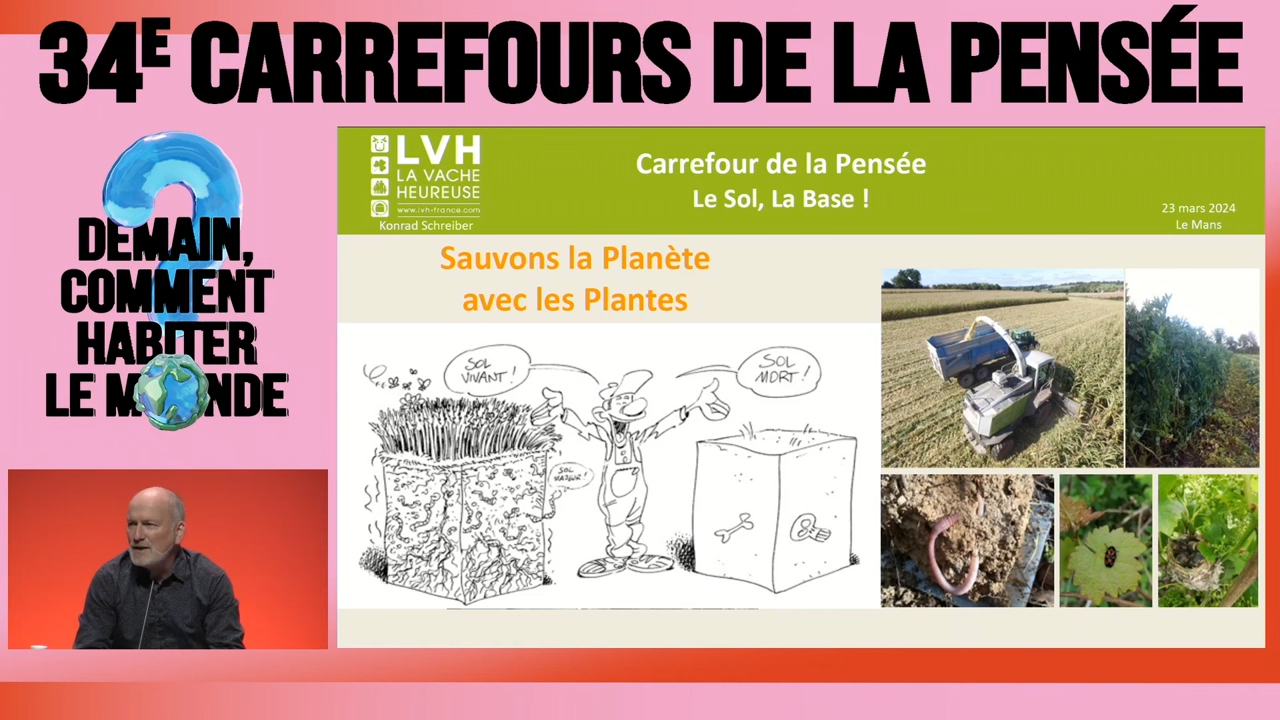 34E CARREFOURS DE LA PENSÉE
DEMAIN,
COMMENT
HABITER
LE MONDE
?
LVH
LA VACHE
HEUREUSE
www.lvh-france.com
Konrad Schreiber
Carrefour de la Pensée
Le Sol, La Base !
23 mars 2024
Le Mans
Sauvons la Planète
avec les Plantes
SOL
VIVANT !
SOL
MORT !
SOL
MAJEUR